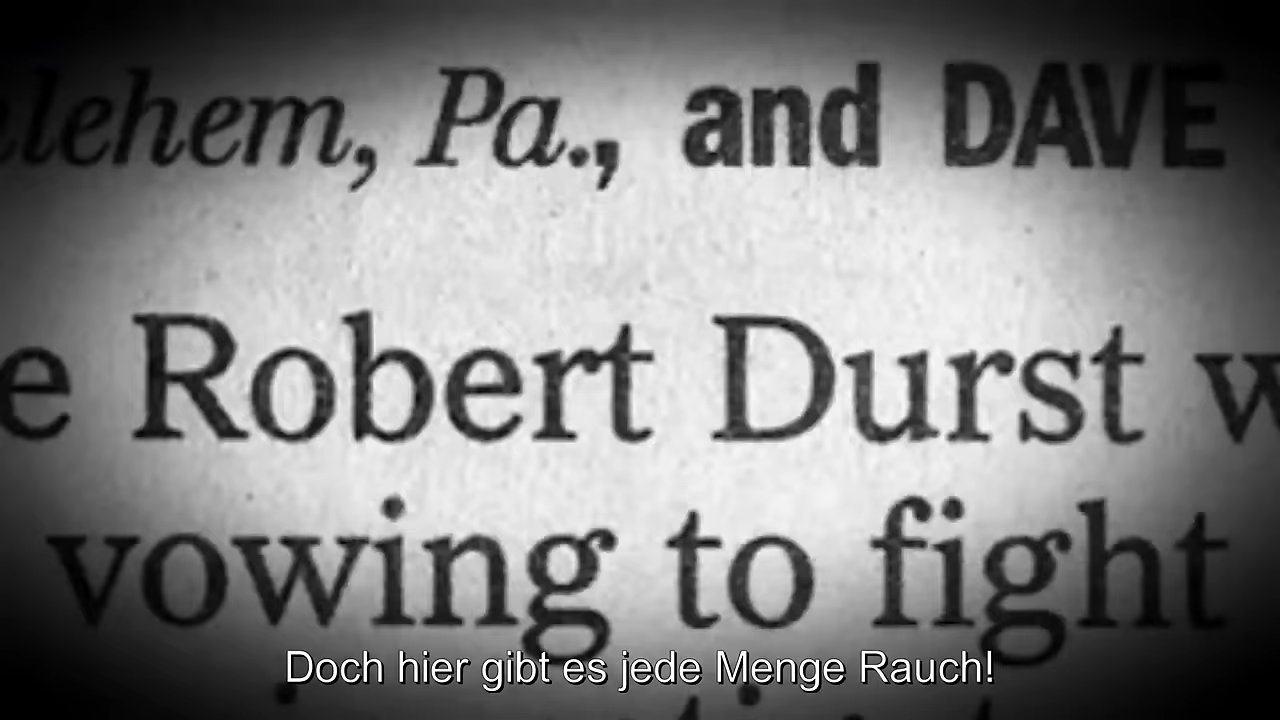 lehem, Pa., and DAVE
e Robert Durst w
vowing to fight
Doch hier gibt es jede Menge Rauch!